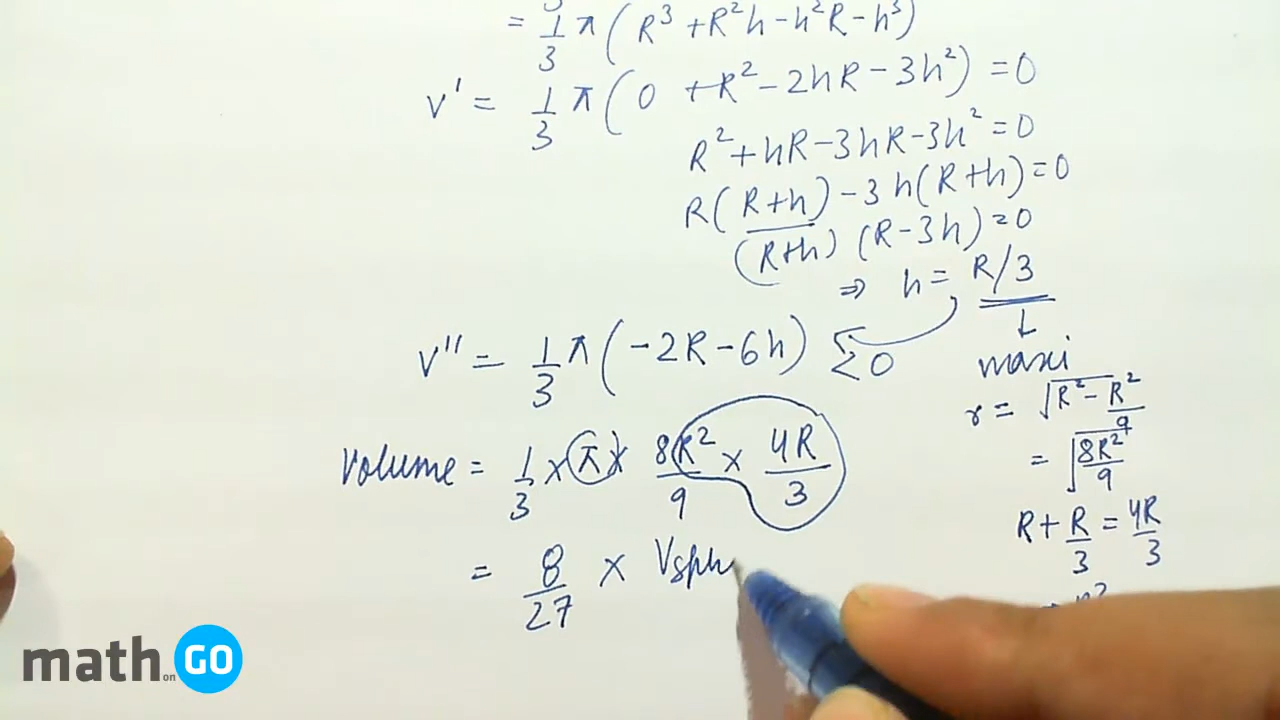 = 1/3 π (R³ + R²h - h²R - h³)
V' = 1/3 π (0 + R² - 2hR - 3h²) = 0
R² + hR - 3hR - 3h² = 0
R(R+h) - 3h(R+h) = 0
(R+h) (R-3h) = 0
⇒ h = R/3
↓
maxi
V'' = 1/3 π (-2R - 6h) < 0
r = √(R² - R²/9)
= √(8R²/9)
R + R/3 = 4R/3
Volume = 1/3 × π × 8R²/9 × 4R/3
= 8/27 × Vsph
math on GO